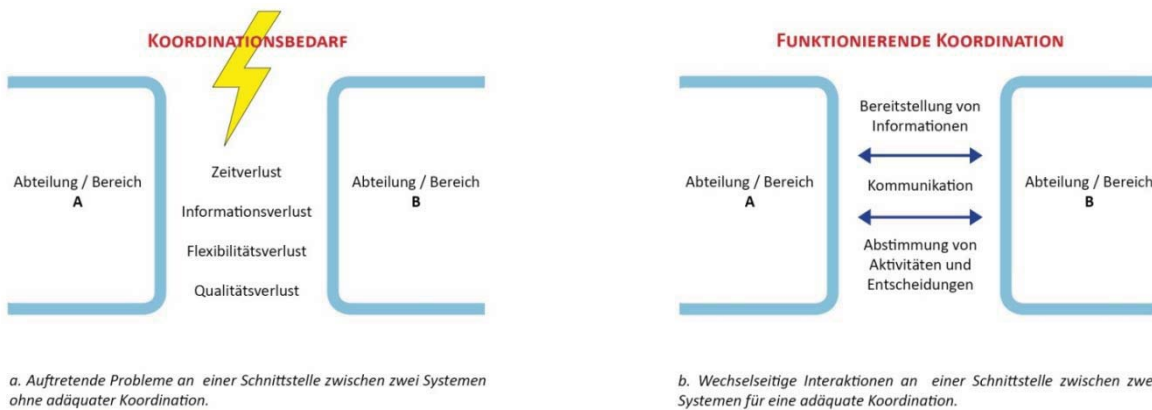 KOORDINATIONSBEDARF
Abteilung / Bereich
A
Zeitverlust
Informationsverlust
Flexibilitätsverlust
Qualitätsverlust
Abteilung / Bereich
B
a. Auftretende Probleme an einer Schnittstelle zwischen zwei Systemen
ohne adäquater Koordination.
FUNKTIONIERENDE KOORDINATION
Abteilung / Bereich
A
Bereitstellung von
Informationen
Kommunikation
Abstimmung von
Aktivitäten und
Entscheidungen
Abteilung / Bereich
B
b. Wechselseitige Interaktionen an einer Schnittstelle zwischen zwe
Systemen für eine adäquate Koordination.